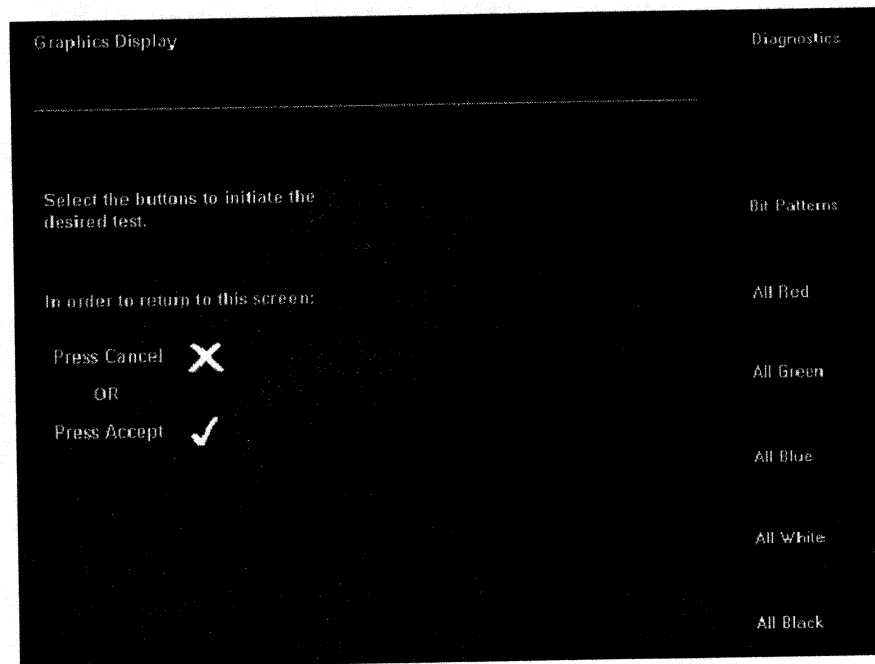 Graphics Display
Diagnostics
Select the buttons to initiate the
desired test.
In order to return to this screen:
Press Cancel
OR
Press Accept
Bit Patterns
All Red
All Green
All Blue
All White
All Black